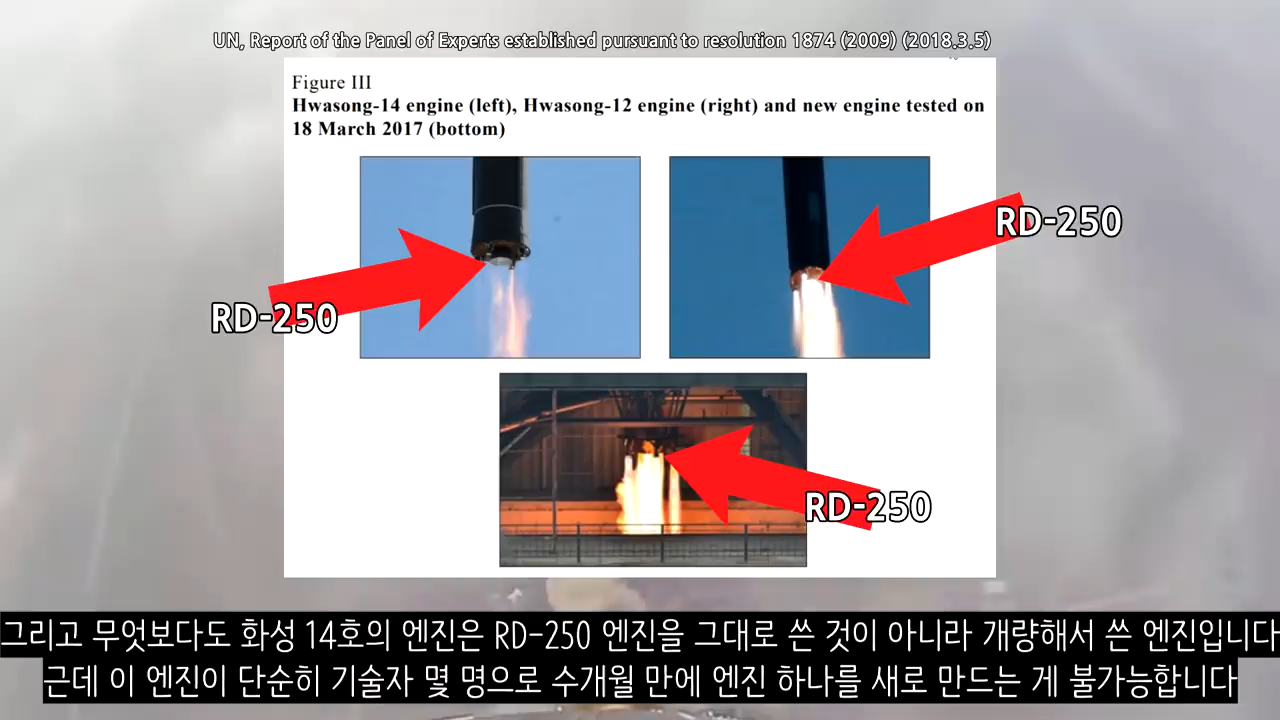 UN, Report of the Panel of Experts established pursuant to resolution 1874 (2009) (2018.3.5)
Figure III
Hwasong-14 engine (left), Hwasong-12 engine (right) and new engine tested on
18 March 2017 (bottom)
RD-250
RD-250
RD-250
그리고 무엇보다도 화성 14호의 엔진은 RD-250 엔진을 그대로 쓴 것이 아니라 개량해서 쓴 엔진입니다
근데 이 엔진이 단순히 기술자 몇 명으로 수개월 만에 엔진 하나를 새로 만드는 게 불가능합니다